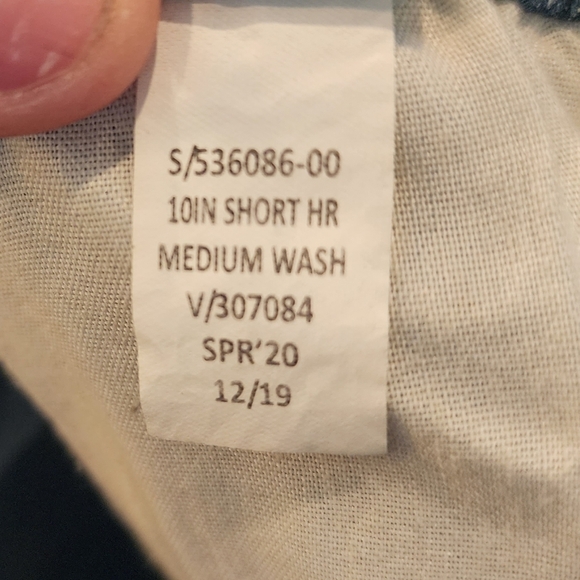 S/536086-00
10IN SHORT HR
MEDIUM WASH
V/307084
SPR'20
12/19